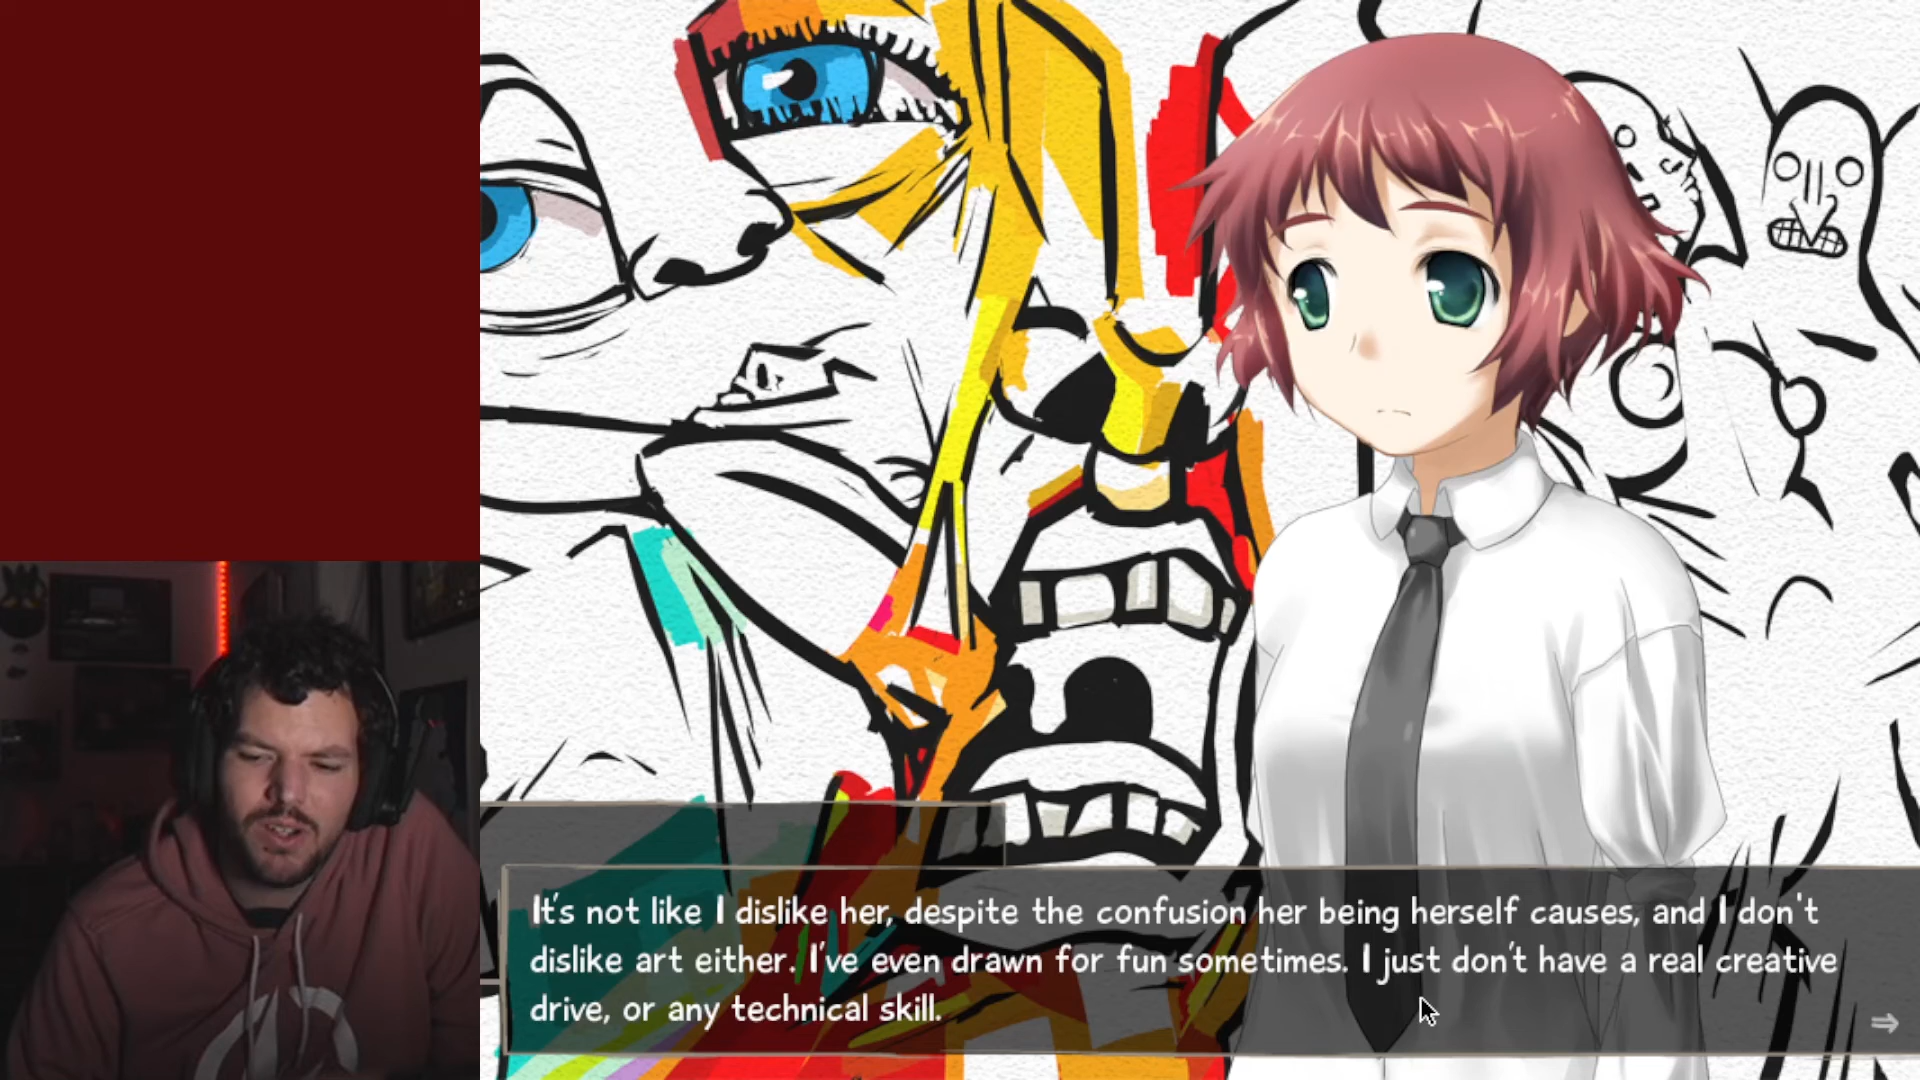 It's not like I dislike her, despite the confusion her being herself causes, and I don't
dislike art either. I've even drawn for fun sometimes. I just don't have a real creative
drive, or any technical skill.